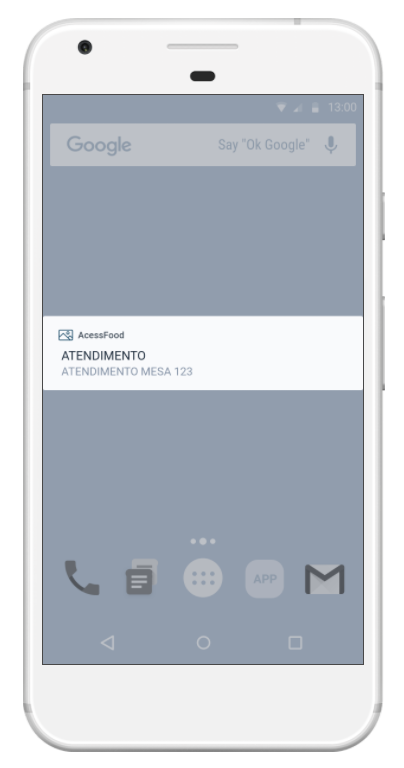 13:00
Google Say "Ok Google"
AcessFood
ATENDIMENTO
ATENDIMENTO MESA 123
APP